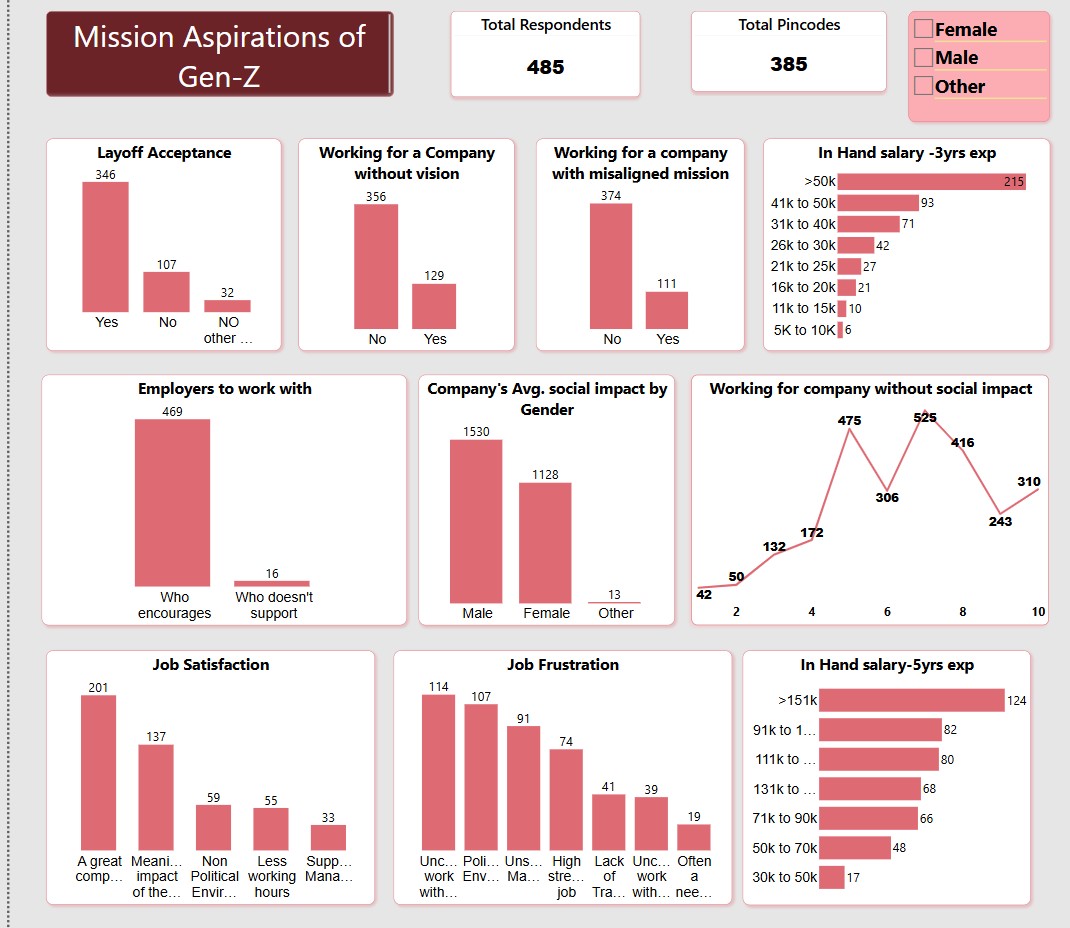 Mission Aspirations of
Gen-Z
Total Respondents
485
Total Pincodes
385
Female
Male
Other
Layoff Acceptance
346
107
32
Yes
No
NO
other ...
Working for a Company
without vision
356
129
No
Yes
Working for a company
with misaligned mission
374
111
No
Yes
In Hand salary -3yrs exp
>50k 215
41k to 50k 93
31k to 40k 71
26k to 30k 42
21k to 25k 27
16k to 20k 21
11k to 15k 10
5K to 10K 6
Employers to work with
469
16
Who
encourages
Who doesn't
support
Company's Avg. social impact by
Gender
1530
1128
13
Male
Female
Other
Working for company without social impact
42
50
132
172
475
306
525
416
243
310
2 4 6 8 10
Job Satisfaction
201
137
59
55
33
A great
comp...
Meani...
impact
of the...
Non
Political
Envir...
Less
working
hours
Supp...
Mana...
Job Frustration
114
107
91
74
41
39
19
Unc...
work
with...
Poli...
Env...
Uns...
Ma...
High
stre...
job
Lack
of
Tra...
Unc...
work
with...
Often
a
nee...
In Hand salary-5yrs exp
>151k 124
91k to 1... 82
111k to ... 80
131k to ... 68
71k to 90k 66
50k to 70k 48
30k to 50k 17